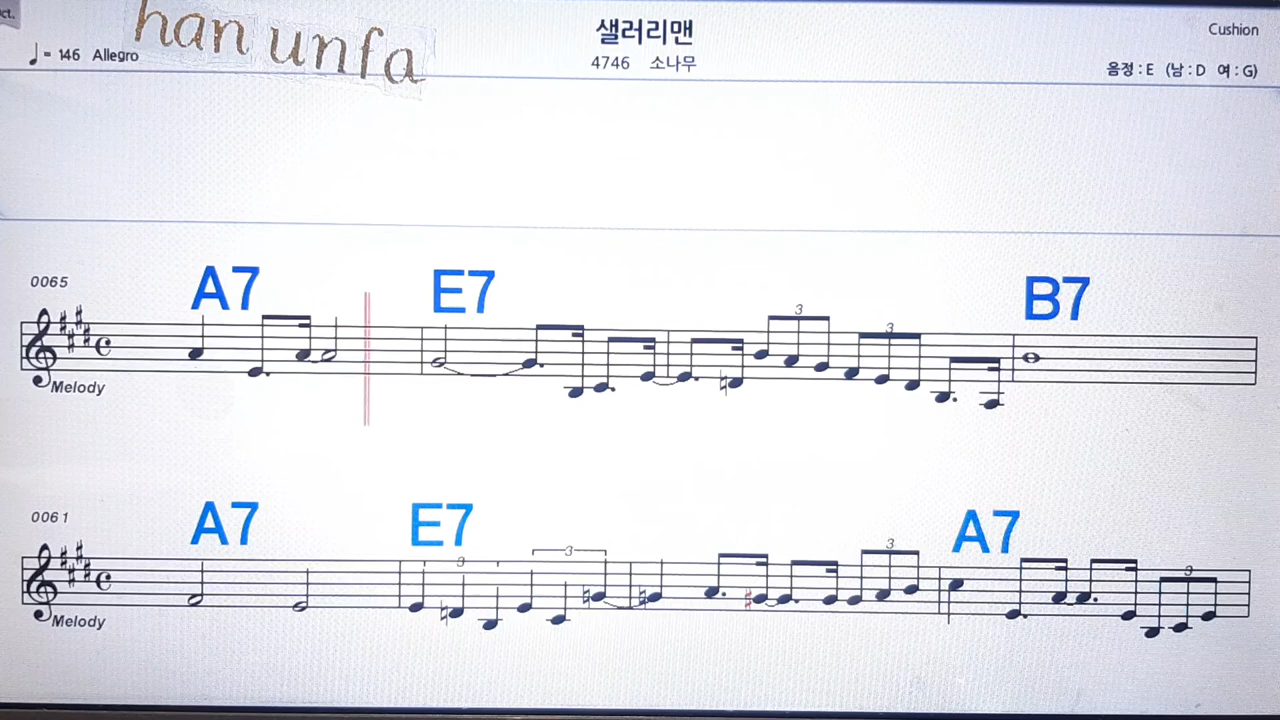 ct.
han unfa
샐러리맨
Cushion
♩= 146 Allegro
4746 소나무
음정 : E (남 : D 여 : G)
0065
A7 E7 B7
3 3
Melody
0061
A7 E7 A7
3 3 3 3
Melody